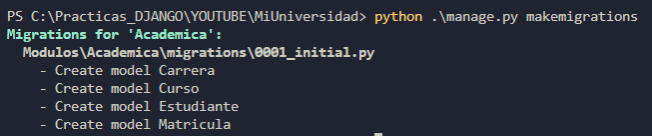 PS C:\Practicas_DJANGO\YOUTUBE\MiUniversidad> python .\manage.py makemigrations
Migrations for 'Academica':
  Modulos\Academica\migrations\0001_initial.py
    - Create model Carrera
    - Create model Curso
    - Create model Estudiante
    - Create model Matricula